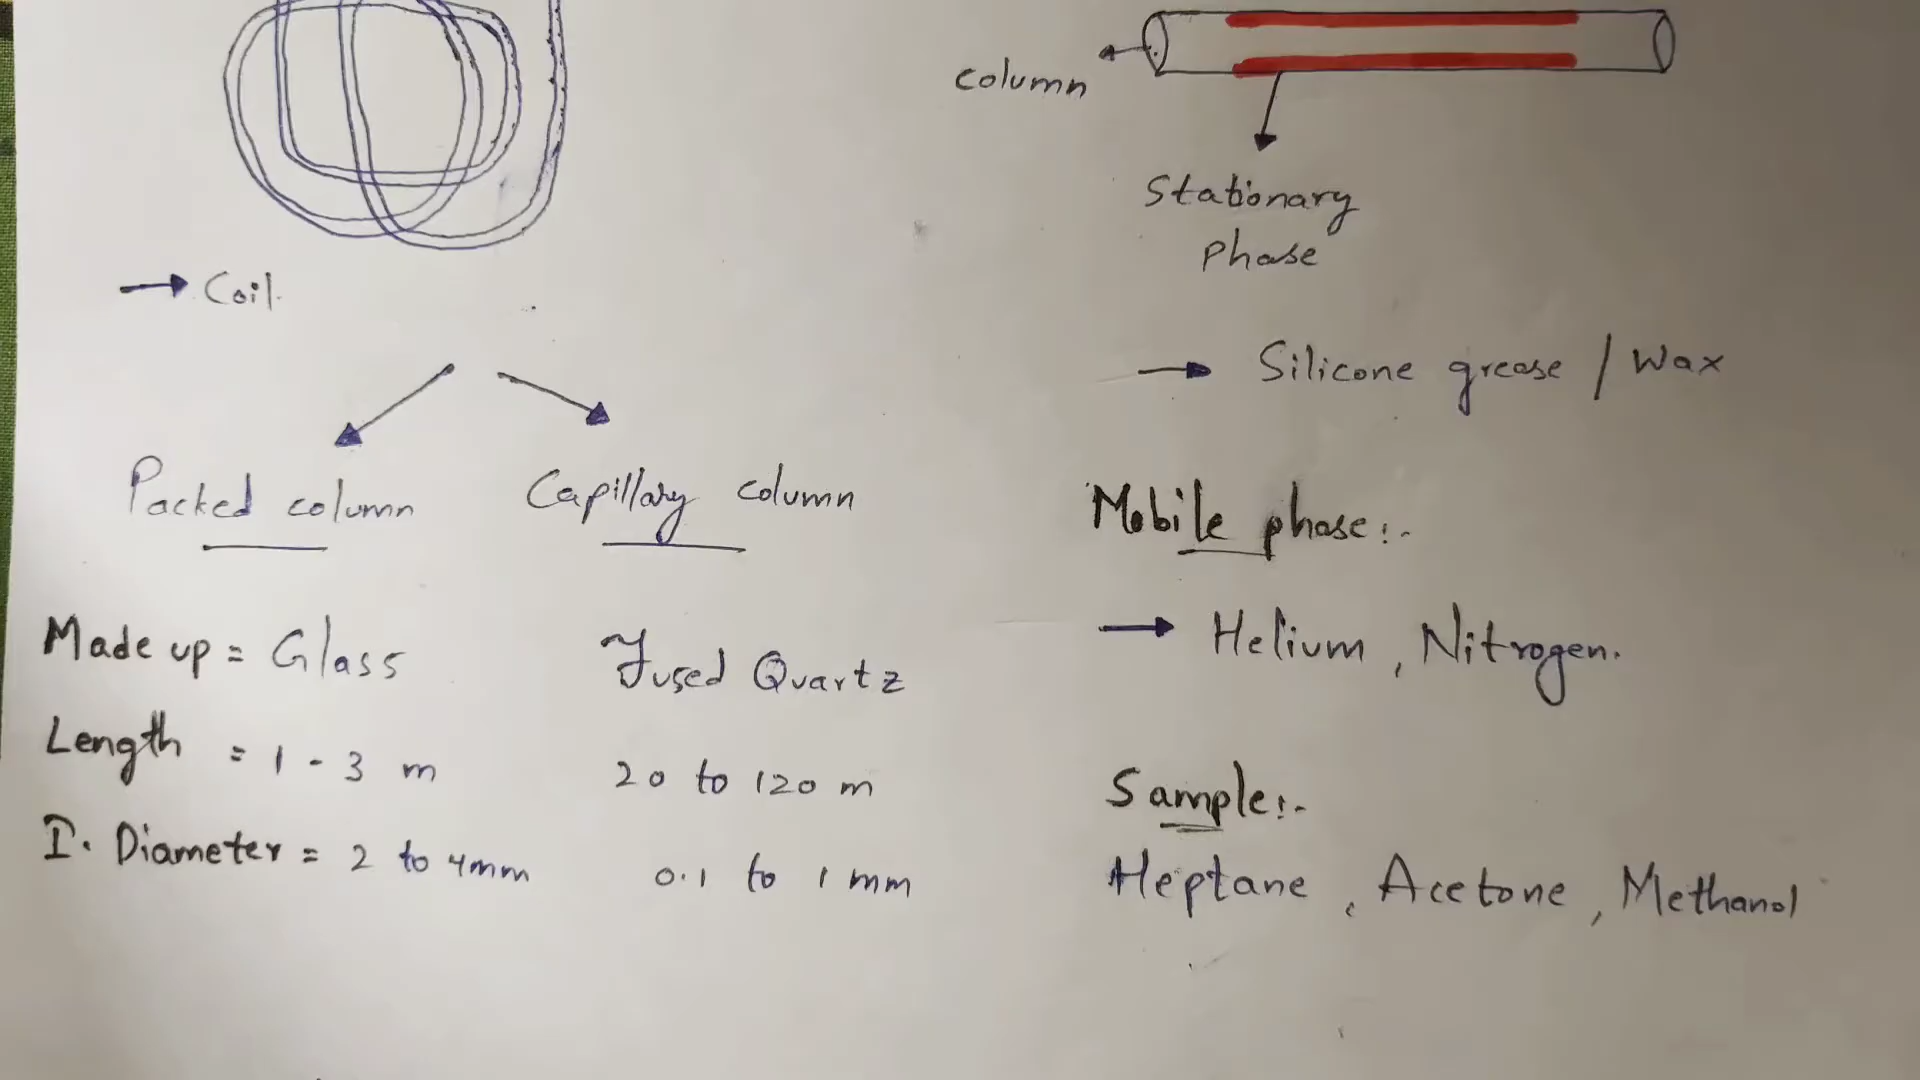 → Coil.
Packed column
Capillary column
Made up = Glass
Fused Quartz
Length = 1 - 3 m
20 to 120 m
I. Diameter = 2 to 4mm
0.1 to 1 mm
column
Stationary
phase
→ Silicone grease / Wax
Mobile phase:-
→ Helium, Nitrogen.
Sample:-
Heptane, Acetone, Methanol